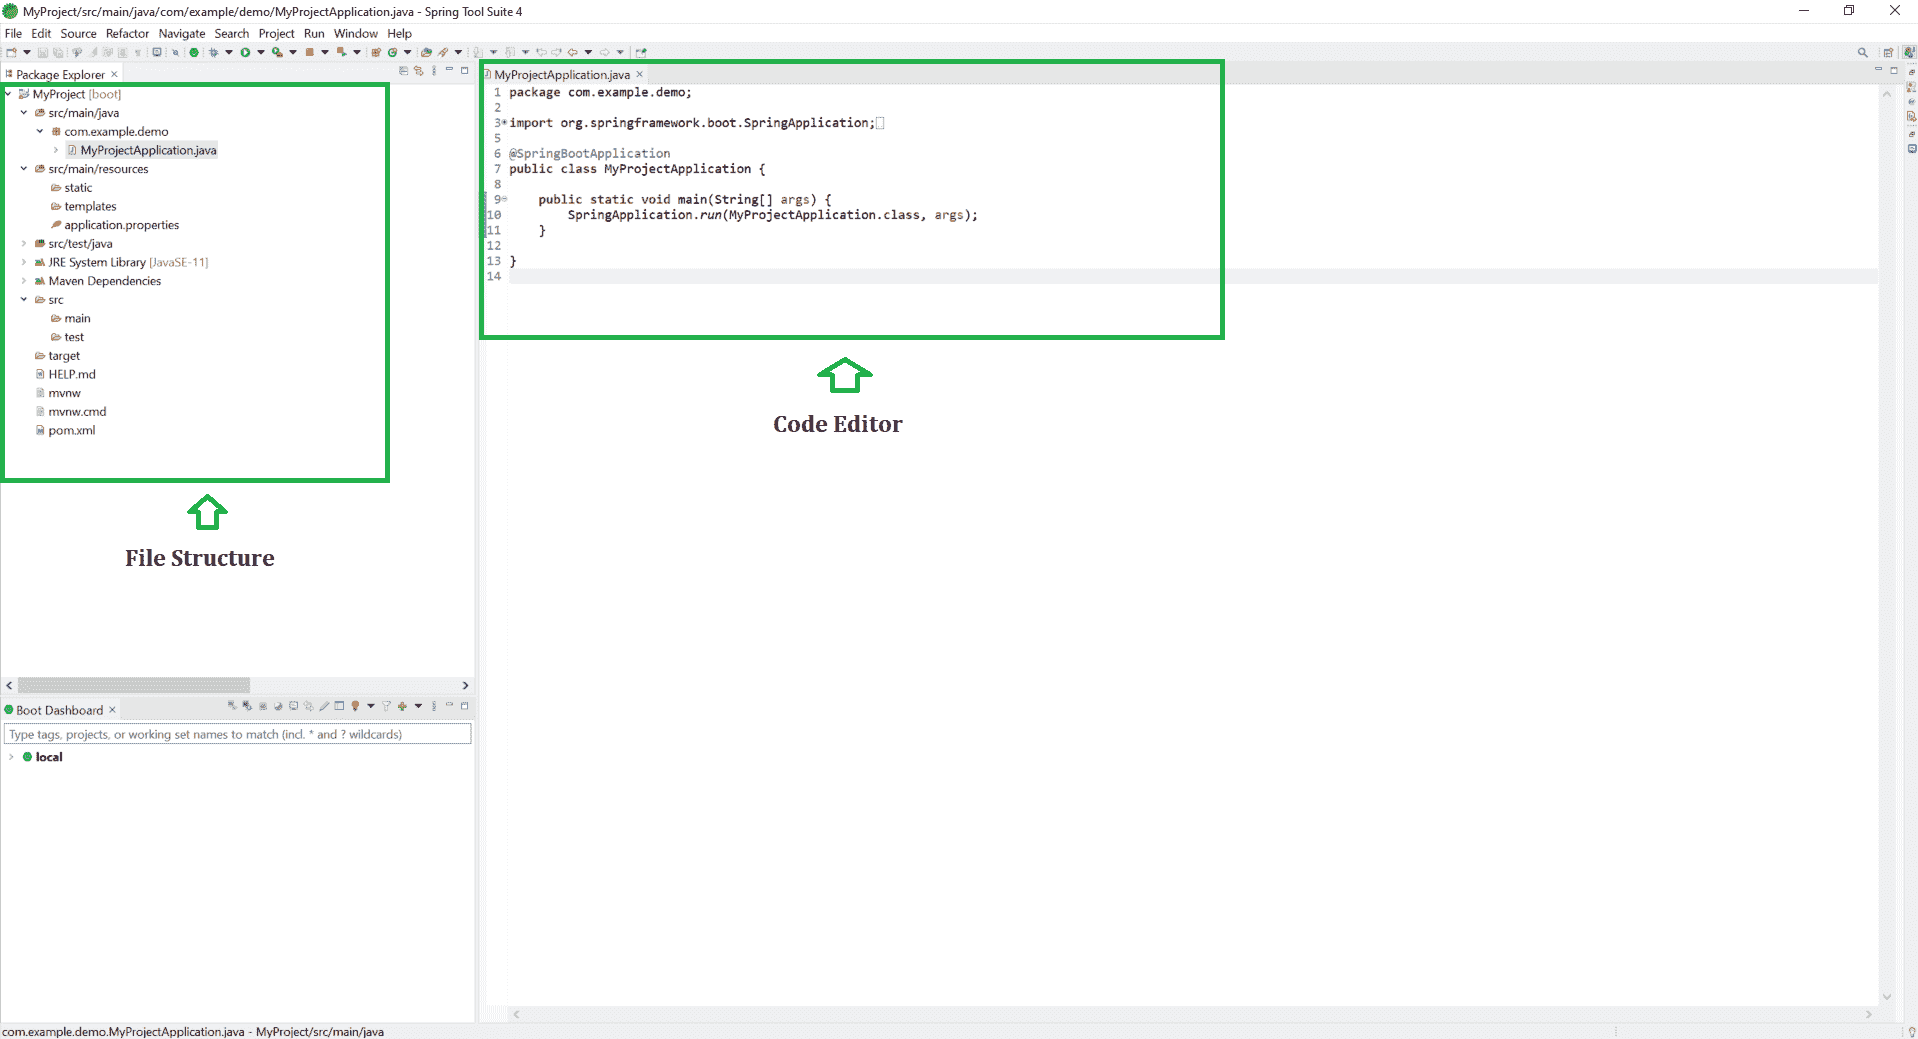 MyProject/src/main/java/com/example/demo/MyProjectApplication.java - Spring Tool Suite 4
File Edit Source Refactor Navigate Search Project Run Window Help
Package Explorer
MyProject [boot]
src/main/java
com.example.demo
MyProjectApplication.java
src/main/resources
static
templates
application.properties
src/test/java
JRE System Library [JavaSE-11]
Maven Dependencies
src
main
test
target
HELP.md
mvnw
mvnw.cmd
pom.xml
File Structure
MyProjectApplication.java
1 package com.example.demo;
2
3 import org.springframework.boot.SpringApplication;
5
6 @SpringBootApplication
7 public class MyProjectApplication {
8
9 public static void main(String[] args) {
10 SpringApplication.run(MyProjectApplication.class, args);
11 }
12
13 }
14
Code Editor
Boot Dashboard
Type tags, projects, or working set names to match (incl. * and ? wildcards)
local
com.example.demo.MyProjectApplication.java - MyProject/src/main/java